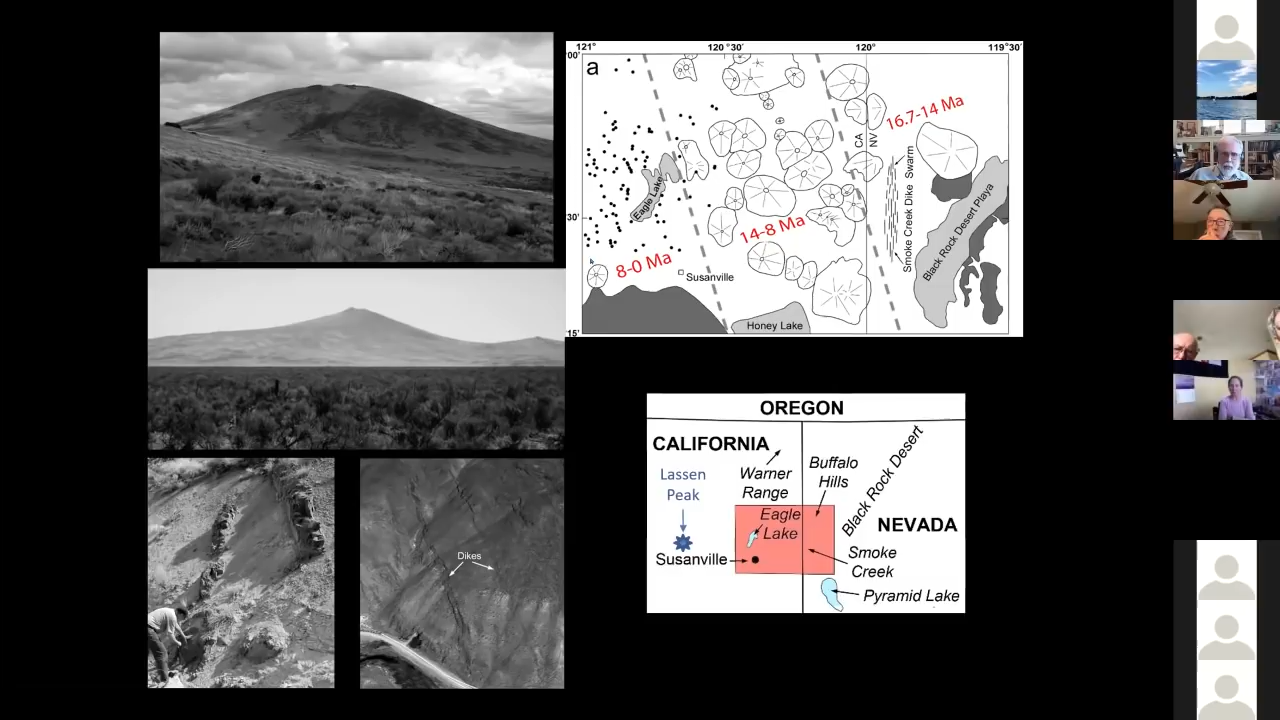 121°
120°30'
120°
119°30'
00'
a
16.7-14 Ma
CA
NV
Eagle Lake
Smoke Creek Dike Swarm
Black Rock Desert Playa
30'
14-8 Ma
8-0 Ma
Susanville
Honey Lake
15'
OREGON
CALIFORNIA
Lassen
Peak
Warner
Range
Buffalo
Hills
Black Rock Desert
Eagle
Lake
NEVADA
Susanville
Smoke
Creek
Pyramid Lake
Dikes